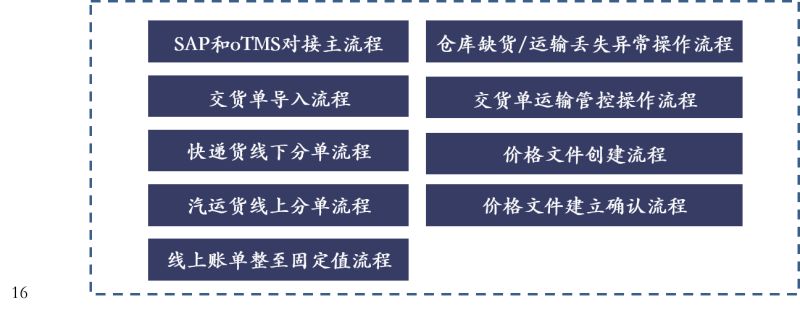 SAP和oTMS对接主流程
仓库缺货/运输丢失异常操作流程
交货单导入流程
交货单运输管控操作流程
快递货线下分单流程
价格文件创建流程
汽运货线上分单流程
价格文件建立确认流程
线上账单整至固定值流程
16